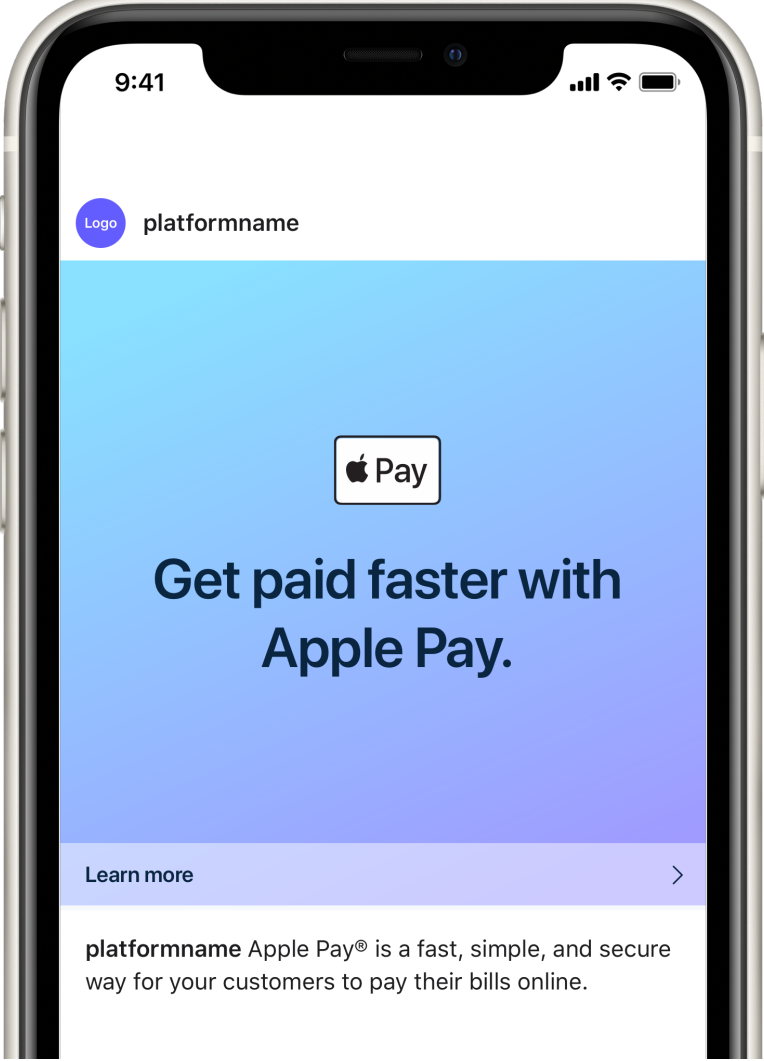 9:41
Logo
platformname
Pay
Get paid faster with
Apple Pay.
Learn more
platformname Apple Pay® is a fast, simple, and secure
way for your customers to pay their bills online.